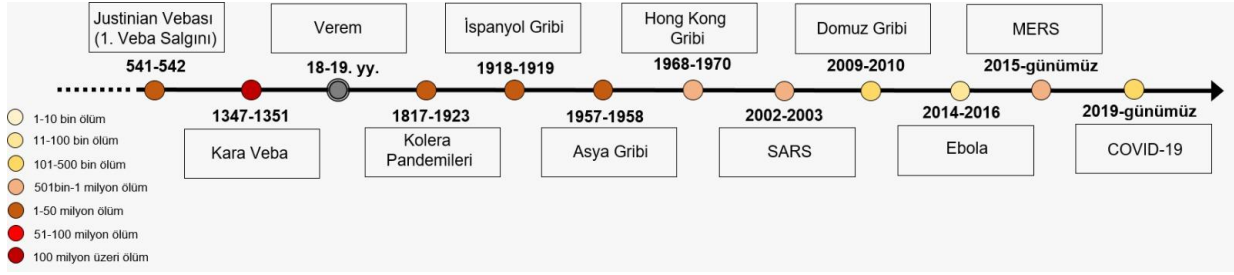 Justinian Vebası
(1. Veba Salgını)
541-542
Kara Veba
1347-1351
Verem
18-19. yy.
Kolera
Pandemileri
1817-1923
İspanyol Gribi
1918-1919
Asya Gribi
1957-1958
Hong Kong
Gribi
1968-1970
SARS
2002-2003
Domuz Gribi
2009-2010
Ebola
2014-2016
MERS
2015-günümüz
COVID-19
2019-günümüz
1-10 bin ölüm
11-100 bin ölüm
101-500 bin ölüm
501bin-1 milyon ölüm
1-50 milyon ölüm
51-100 milyon ölüm
100 milyon üzeri ölüm